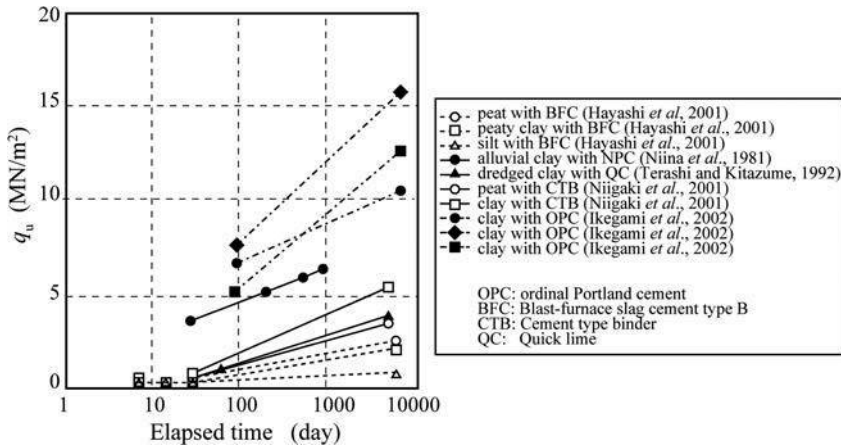 20
15
10
5
0
qu (MN/m²)
1
10
100
1000
10000
Elapsed time (day)
peat with BFC (Hayashi et al, 2001)
peaty clay with BFC (Hayashi et al., 2001)
silt with BFC (Hayashi et al, 2001)
alluvial clay with NPC (Niina et al., 1981)
dredged clay with QC (Terashi and Kitazume, 1992)
peat with CTB (Niigaki et al., 2001)
clay with CTB (Niigaki et al., 2001)
clay with OPC (Ikegami et al., 2002)
clay with OPC (Ikegami et al., 2002)
clay with OPC (Ikegami et al., 2002)
OPC: ordinal Portland cement
BFC: Blast-furnace slag cement type B
CTB: Cement type binder
QC: Quick lime